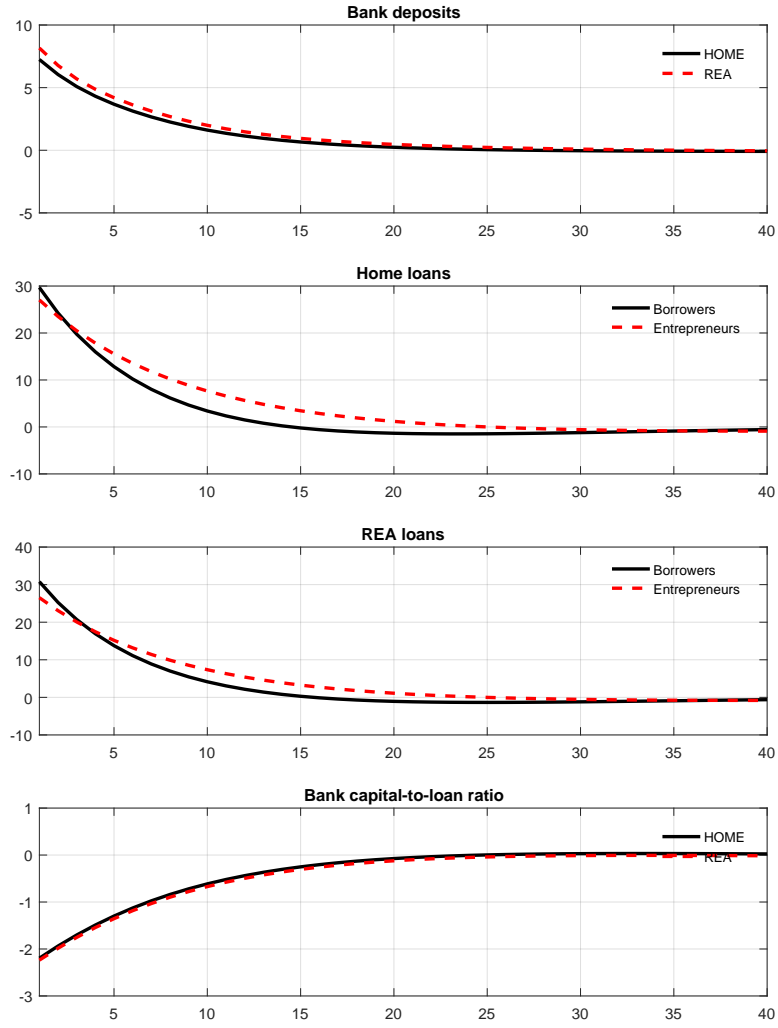 Bank deposits
10
5
0
-5
HOME
REA
5 10 15 20 25 30 35 40
Home loans
30
20
10
0
-10
Borrowers
Entrepreneurs
5 10 15 20 25 30 35 40
REA loans
40
30
20
10
0
-10
Borrowers
Entrepreneurs
5 10 15 20 25 30 35 40
Bank capital-to-loan ratio
1
0
-1
-2
-3
HOME
REA
5 10 15 20 25 30 35 40